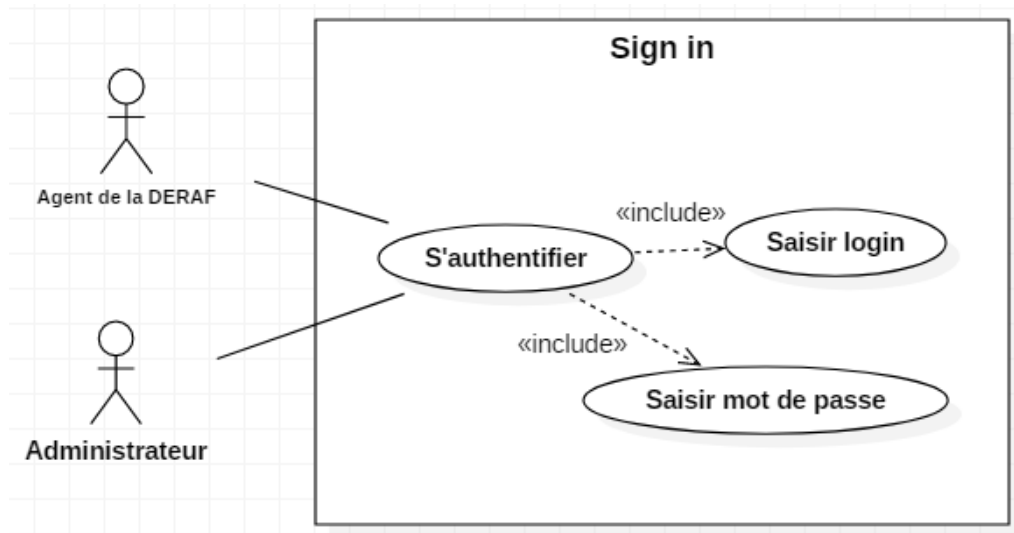 Sign in
Agent de la DERAF
«include»
Saisir login
S'authentifier
«include»
Saisir mot de passe
Administrateur